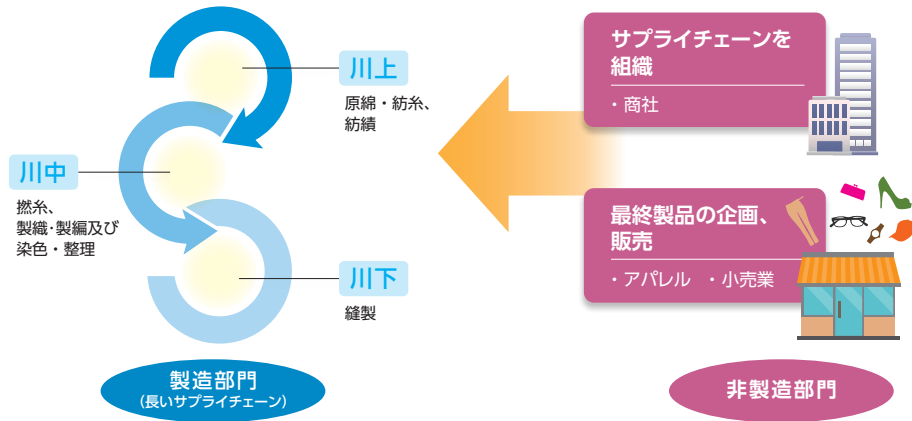 川上
原綿・紡糸、
紡績
川中
撚糸、
製織・製編及び
染色・整理
川下
縫製
製造部門
(長いサプライチェーン)
サプライチェーンを
組織
・商社
最終製品の企画、
販売
・アパレル ・小売業
非製造部門